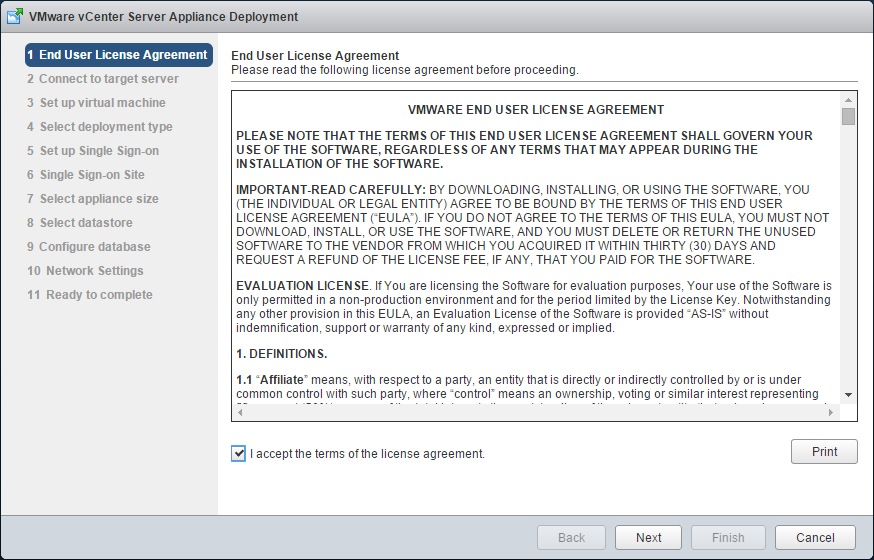 VMware vCenter Server Appliance Deployment
1 End User License Agreement
2 Connect to target server
3 Set up virtual machine
4 Select deployment type
5 Set up Single Sign-on
6 Single Sign-on Site
7 Select appliance size
8 Select datastore
9 Configure database
10 Network Settings
11 Ready to complete
End User License Agreement
Please read the following license agreement before proceeding.
VMWARE END USER LICENSE AGREEMENT
PLEASE NOTE THAT THE TERMS OF THIS END USER LICENSE AGREEMENT SHALL GOVERN YOUR
USE OF THE SOFTWARE, REGARDLESS OF ANY TERMS THAT MAY APPEAR DURING THE
INSTALLATION OF THE SOFTWARE.
IMPORTANT-READ CAREFULLY: BY DOWNLOADING, INSTALLING, OR USING THE SOFTWARE, YOU
(THE INDIVIDUAL OR LEGAL ENTITY) AGREE TO BE BOUND BY THE TERMS OF THIS END USER
LICENSE AGREEMENT (“EULA”). IF YOU DO NOT AGREE TO THE TERMS OF THIS EULA, YOU MUST NOT
DOWNLOAD, INSTALL, OR USE THE SOFTWARE, AND YOU MUST DELETE OR RETURN THE UNUSED
SOFTWARE TO THE VENDOR FROM WHICH YOU ACQUIRED IT WITHIN THIRTY (30) DAYS AND
REQUEST A REFUND OF THE LICENSE FEE, IF ANY, THAT YOU PAID FOR THE SOFTWARE.
EVALUATION LICENSE. If You are licensing the Software for evaluation purposes, Your use of the Software is
only permitted in a non-production environment and for the period limited by the License Key. Notwithstanding
any other provision in this EULA, an Evaluation License of the Software is provided “AS-IS” without
indemnification, support or warranty of any kind, expressed or implied.
1. DEFINITIONS.
1.1 “Affiliate” means, with respect to a party, an entity that is directly or indirectly controlled by or is under
common control with such party, where “control” means an ownership, voting or similar interest representing
I accept the terms of the license agreement.
Print
Back
Next
Finish
Cancel